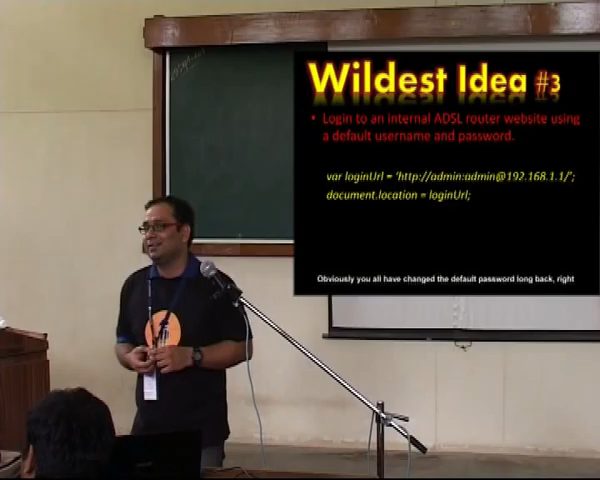 Wildest Idea #3
• Login to an internal ADSL router website using
a default username and password.
var loginUrl = 'http://admin:admin@192.168.1.1/';
document.location = loginUrl;
Obviously you all have changed the default password long back, right